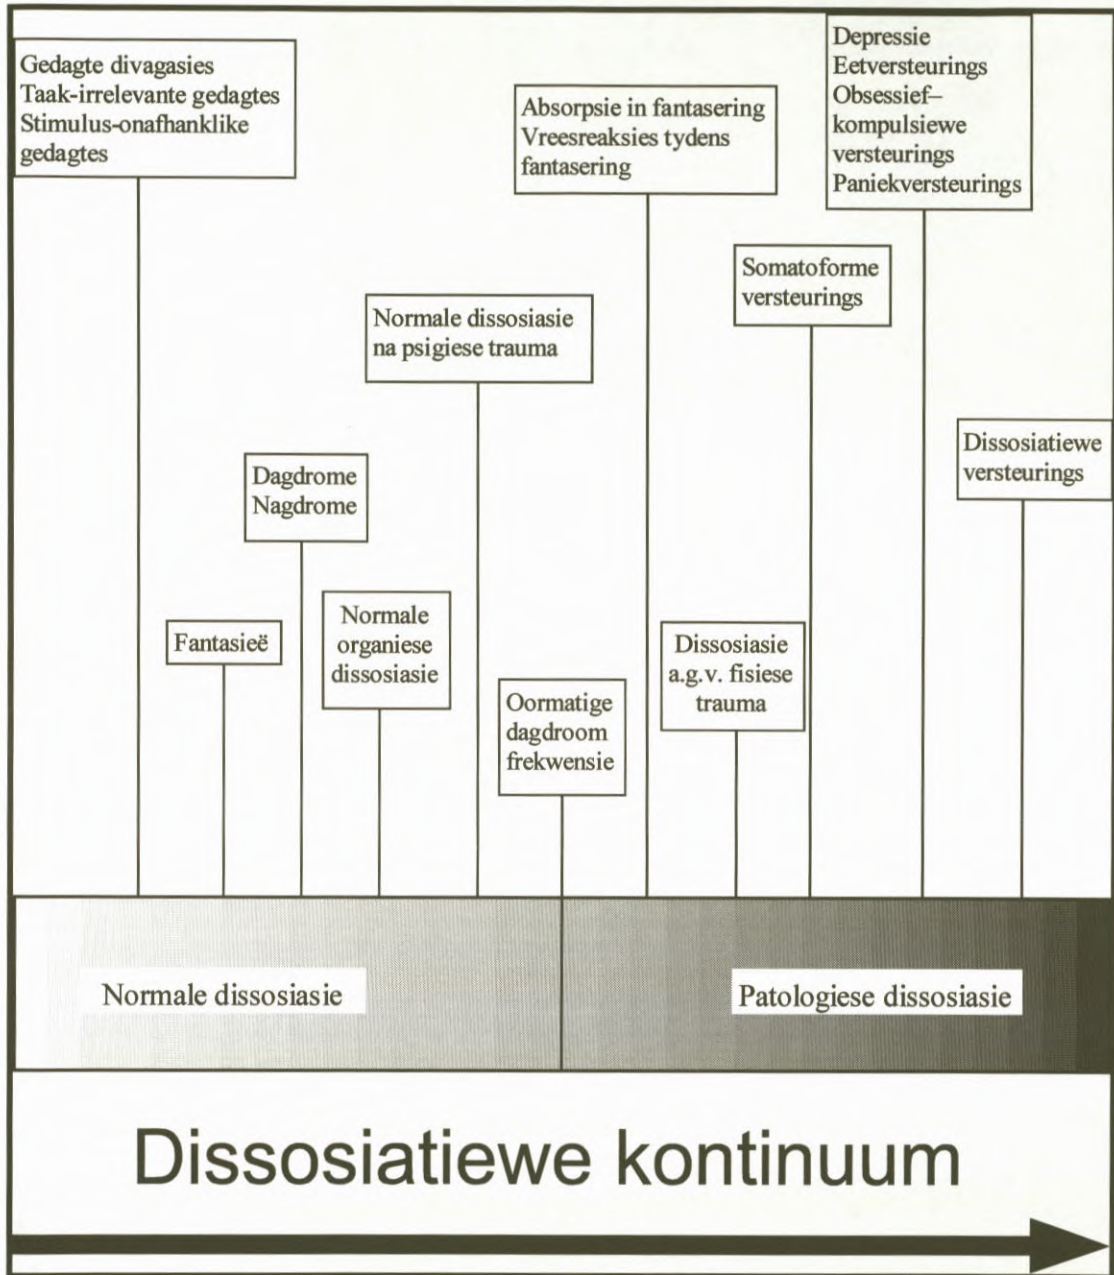 Gedagte divagasies
Taak-irrelevante gedagtes
Stimulus-onafhanklike
gedagtes
Fantasieë
Dagdrome
Nagdrome
Normale
organiese
dissosiasie
Normale dissosiasie
na psigiese trauma
Oormatige
dagdroom
frekwensie
Absorpsie in fantasering
Vreesreaksies tydens
fantasering
Dissosiasie
a.g.v. fisiese
trauma
Somatoforme
versteurings
Depressie
Eetversteurings
Obsessief–
kompulsiewe
versteurings
Paniekversteurings
Dissosiatiewe
versteurings
Normale dissosiasie
Patologiese dissosiasie
Dissosiatiewe kontinuum